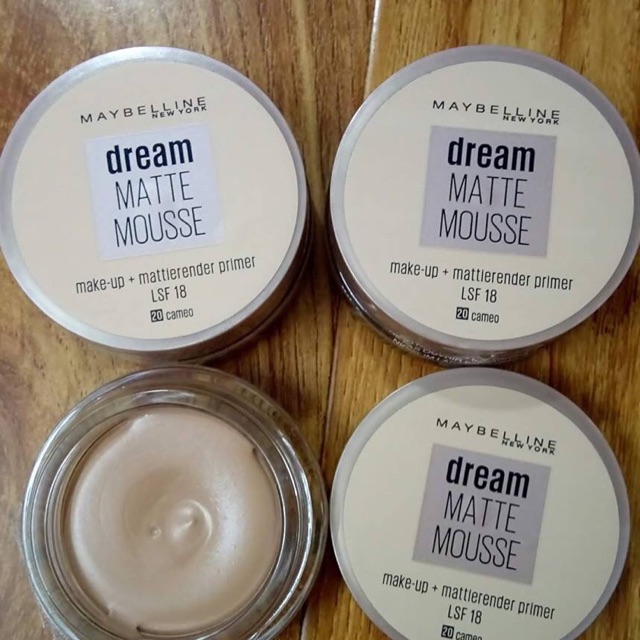 MAYBELLINE
NEW YORK
dream
MATTE
MOUSSE
make-up + mattierender primer
LSF 18
20 cameo
MAYBELLINE
NEW YORK
dream
MATTE
MOUSSE
make-up + mattierender primer
LSF 18
20 cameo
MAYBELLINE
NEW YORK
dream
MATTE
MOUSSE
make-up + mattierender primer
LSF 18
20 cameo